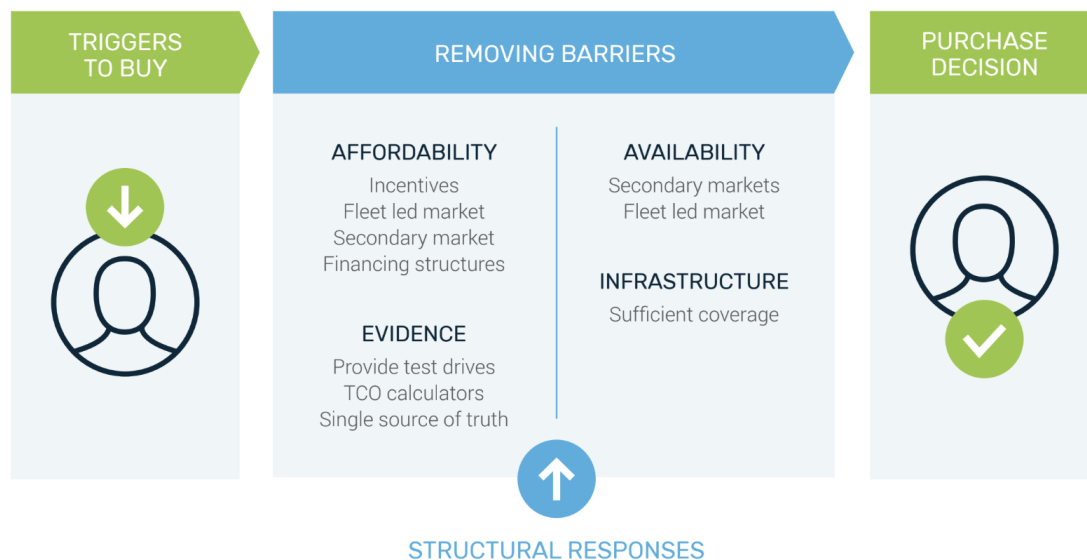 TRIGGERS
TO BUY
REMOVING BARRIERS
PURCHASE
DECISION
AFFORDABILITY
Incentives
Fleet led market
Secondary market
Financing structures
EVIDENCE
Provide test drives
TCO calculators
Single source of truth
AVAILABILITY
Secondary markets
Fleet led market
INFRASTRUCTURE
Sufficient coverage
STRUCTURAL RESPONSES